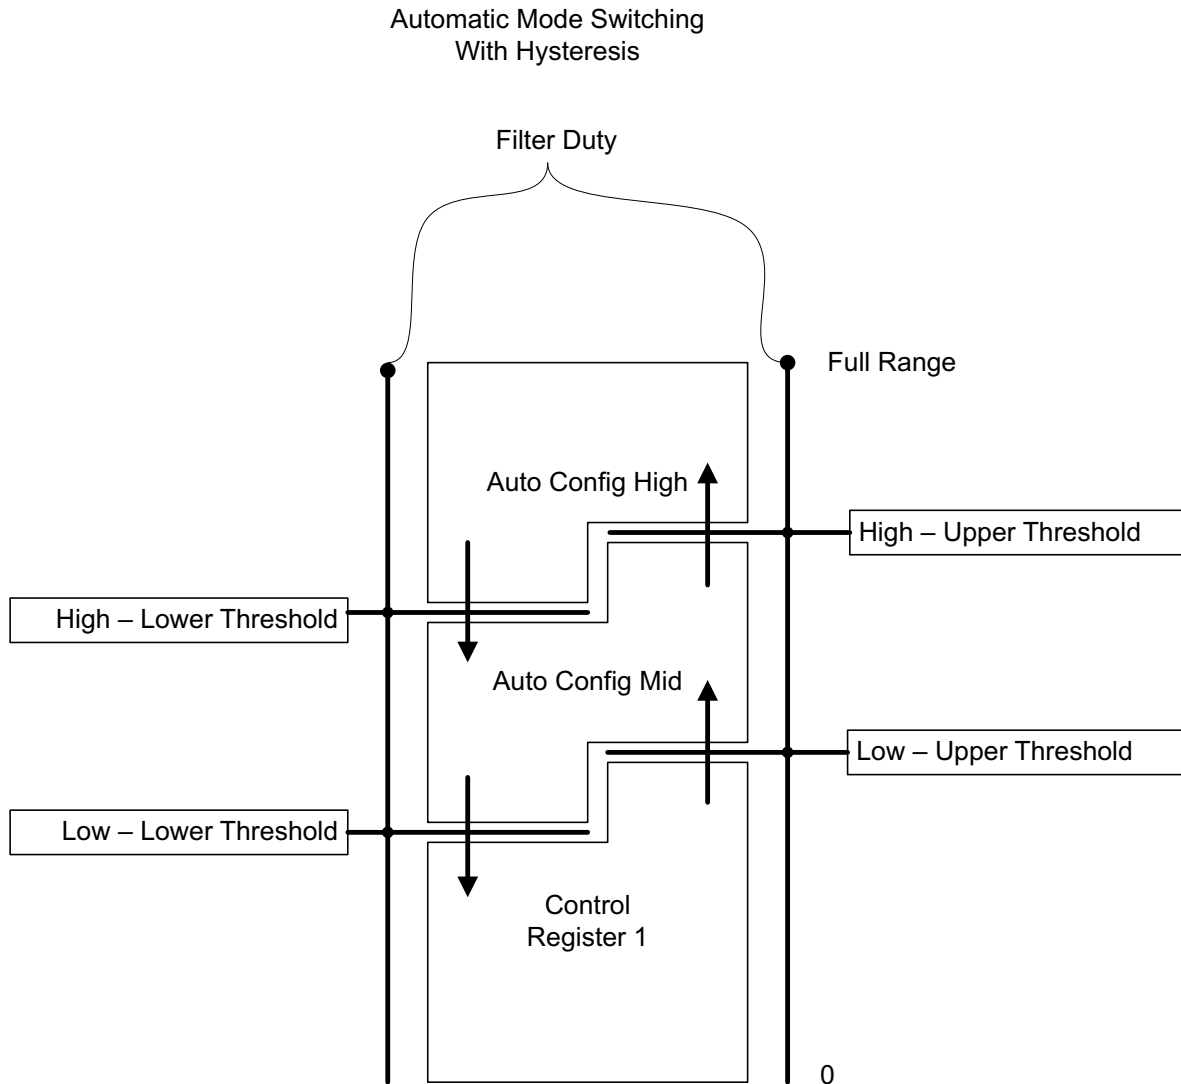 Automatic Mode Switching
With Hysteresis
Filter Duty
Full Range
Auto Config High
High – Upper Threshold
High – Lower Threshold
Auto Config Mid
Low – Upper Threshold
Low – Lower Threshold
Control
Register 1
0